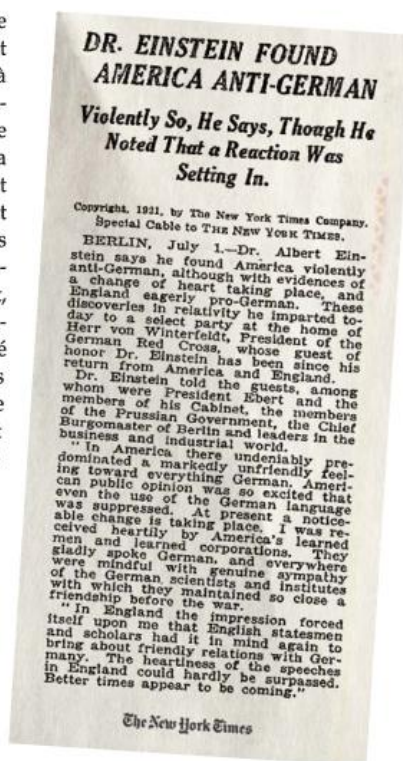 e
t
à
-
e
a
t
t
s
-
,
-
é
s
e
t
DR. EINSTEIN FOUND
AMERICA ANTI-GERMAN
Violently So, He Says, Though He
Noted That a Reaction Was
Setting In.
Copyright, 1921, by The New York Times Company.
Special Cable to THE NEW YORK TIMES.
BERLIN, July 1.—Dr. Albert Ein-
stein says he found America violently
anti-German, although with evidences of
a change of heart taking place, and
England eagerly pro-German. These
discoveries in relativity he imparted to-
day to a select party at the home of
Herr von Winterfeldt, President of the
German Red Cross, whose guest of
honor Dr. Einstein has been since his
return from America and England.
Dr. Einstein told the guests, among
whom were President Ebert and the
members of his Cabinet, the members
of the Prussian Government, the Chief
Burgomaster of Berlin and leaders in the
business and industrial world.
"In America there undeniably pre-
dominated a markedly unfriendly feel-
ing toward everything German. Ameri-
can public opinion was so excited that
even the use of the German language
was suppressed. At present a notice-
able change is taking place. I was re-
ceived heartily by America's learned
men and learned corporations. They
gladly spoke German, and everywhere
were mindful with genuine sympathy
of the German scientists and institutes
with which they maintained so close a
friendship before the war.
"In England the impression forced
itself upon me that English statesmen
and scholars had it in mind again to
bring about friendly relations with Ger-
many. The heartiness of the speeches
in England could hardly be surpassed.
Better times appear to be coming."
The New York Times